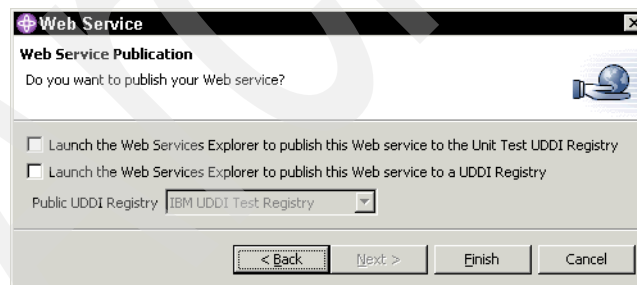 Web Service
Web Service Publication
Do you want to publish your Web service?
Launch the Web Services Explorer to publish this Web service to the Unit Test UDDI Registry
Launch the Web Services Explorer to publish this Web service to a UDDI Registry
Public UDDI Registry IBM UDDI Test Registry
< Back Next > Finish Cancel